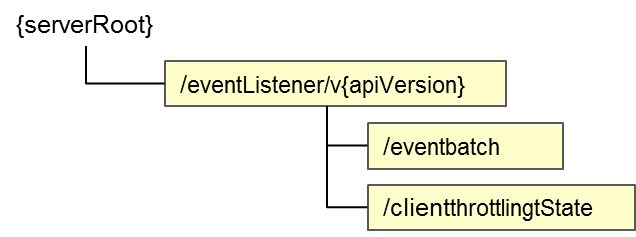 {serverRoot}
/eventListener/v{apiVersion}
/eventbatch
/clientthrottlingtState